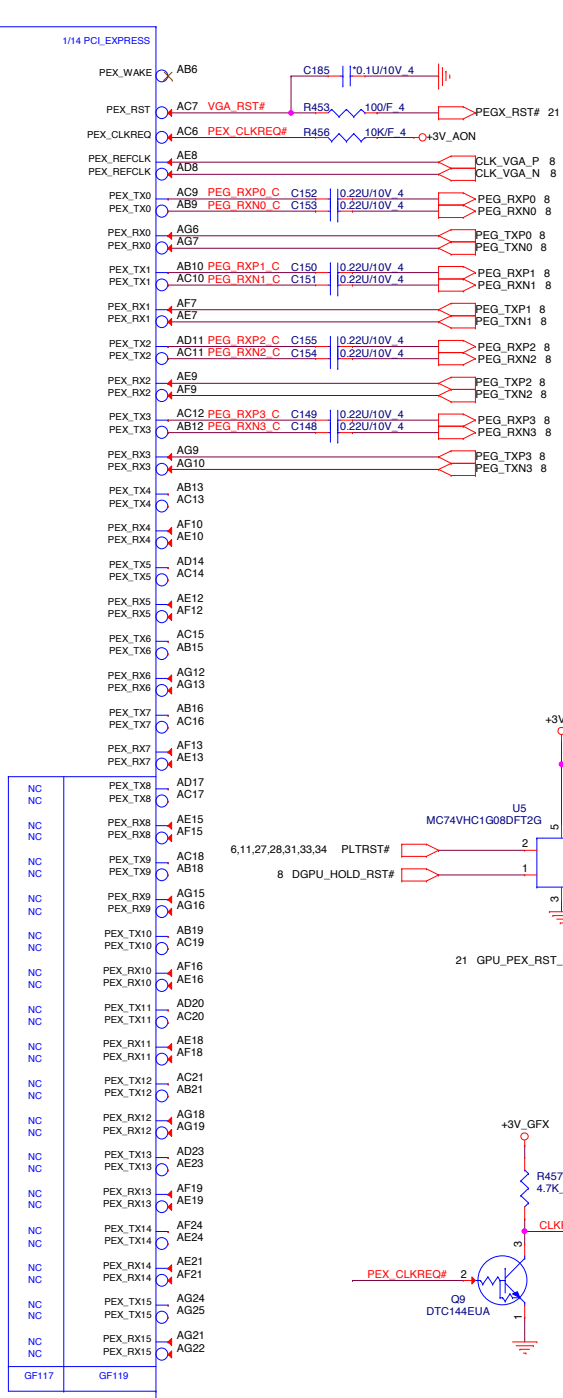 1/14 PCI_EXPRESS
PEX_WAKE AB6
C185 *0.1U/10V_4
PEX_RST AC7 VGA_RST# R453 100/F_4 PEGX_RST# 21
PEX_CLKREQ AC6 PEX_CLKREQ# R456 10K/F_4 +3V_AON
PEX_REFCLK AE8 CLK_VGA_P 8
PEX_REFCLK AD8 CLK_VGA_N 8
PEX_TX0 AC9 PEG_RXP0_C C152 0.22U/10V_4 PEG_RXP0 8
PEX_TX0 AB9 PEG_RXN0_C C153 0.22U/10V_4 PEG_RXN0 8
PEX_RX0 AG6 PEG_TXP0 8
PEX_RX0 AG7 PEG_TXN0 8
PEX_TX1 AB10 PEG_RXP1_C C150 0.22U/10V_4 PEG_RXP1 8
PEX_TX1 AC10 PEG_RXN1_C C151 0.22U/10V_4 PEG_RXN1 8
PEX_RX1 AF7 PEG_TXP1 8
PEX_RX1 AE7 PEG_TXN1 8
PEX_TX2 AD11 PEG_RXP2_C C155 0.22U/10V_4 PEG_RXP2 8
PEX_TX2 AC11 PEG_RXN2_C C154 0.22U/10V_4 PEG_RXN2 8
PEX_RX2 AE9 PEG_TXP2 8
PEX_RX2 AF9 PEG_TXN2 8
PEX_TX3 AC12 PEG_RXP3_C C149 0.22U/10V_4 PEG_RXP3 8
PEX_TX3 AB12 PEG_RXN3_C C148 0.22U/10V_4 PEG_RXN3 8
PEX_RX3 AG9 PEG_TXP3 8
PEX_RX3 AG10 PEG_TXN3 8
PEX_TX4 AB13
PEX_TX4 AC13
PEX_RX4 AF10
PEX_RX4 AE10
PEX_TX5 AD14
PEX_TX5 AC14
PEX_RX5 AE12
PEX_RX5 AF12
PEX_TX6 AC15
PEX_TX6 AB15
PEX_RX6 AG12
PEX_RX6 AG13
PEX_TX7 AB16
PEX_TX7 AC16
PEX_RX7 AF13
PEX_RX7 AE13
NC PEX_TX8 AD17
NC PEX_TX8 AC17
NC PEX_RX8 AE15
NC PEX_RX8 AF15
NC PEX_TX9 AC18
NC PEX_TX9 AB18
NC PEX_RX9 AG15
NC PEX_RX9 AG16
NC PEX_TX10 AB19
NC PEX_TX10 AC19
NC PEX_RX10 AF16
NC PEX_RX10 AE16
NC PEX_TX11 AD20
NC PEX_TX11 AC20
NC PEX_RX11 AE18
NC PEX_RX11 AF18
NC PEX_TX12 AC21
NC PEX_TX12 AB21
NC PEX_RX12 AG18
NC PEX_RX12 AG19
NC PEX_TX13 AD23
NC PEX_TX13 AE23
NC PEX_RX13 AF19
NC PEX_RX13 AE19
NC PEX_TX14 AF24
NC PEX_TX14 AE24
NC PEX_RX14 AE21
NC PEX_RX14 AF21
NC PEX_TX15 AG24
NC PEX_TX15 AG25
NC PEX_RX15 AG21
NC PEX_RX15 AG22
GF117 GF119
+3V
U5
MC74VHC1G08DFT2G
5
6,11,27,28,31,33,34 PLTRST# 2
8 DGPU_HOLD_RST# 1
3
21 GPU_PEX_RST_
+3V_GFX
R457
4.7K_
CLK
3
PEX_CLKREQ# 2
Q9
DTC144EUA
1